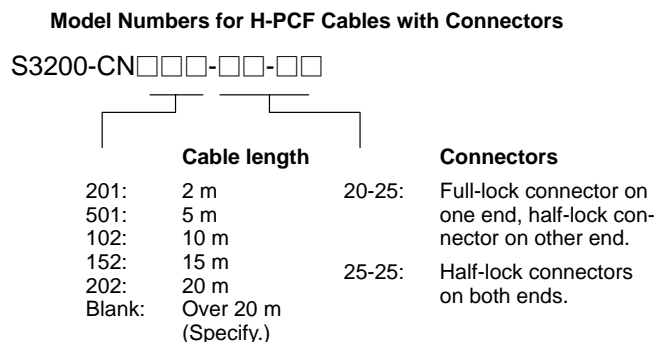 Model Numbers for H-PCF Cables with Connectors
S3200-CN□□□-□□-□□
Cable length
201: 2 m
501: 5 m
102: 10 m
152: 15 m
202: 20 m
Blank: Over 20 m
(Specify.)
Connectors
20-25: Full-lock connector on
one end, half-lock con-
nector on other end.
25-25: Half-lock connectors
on both ends.